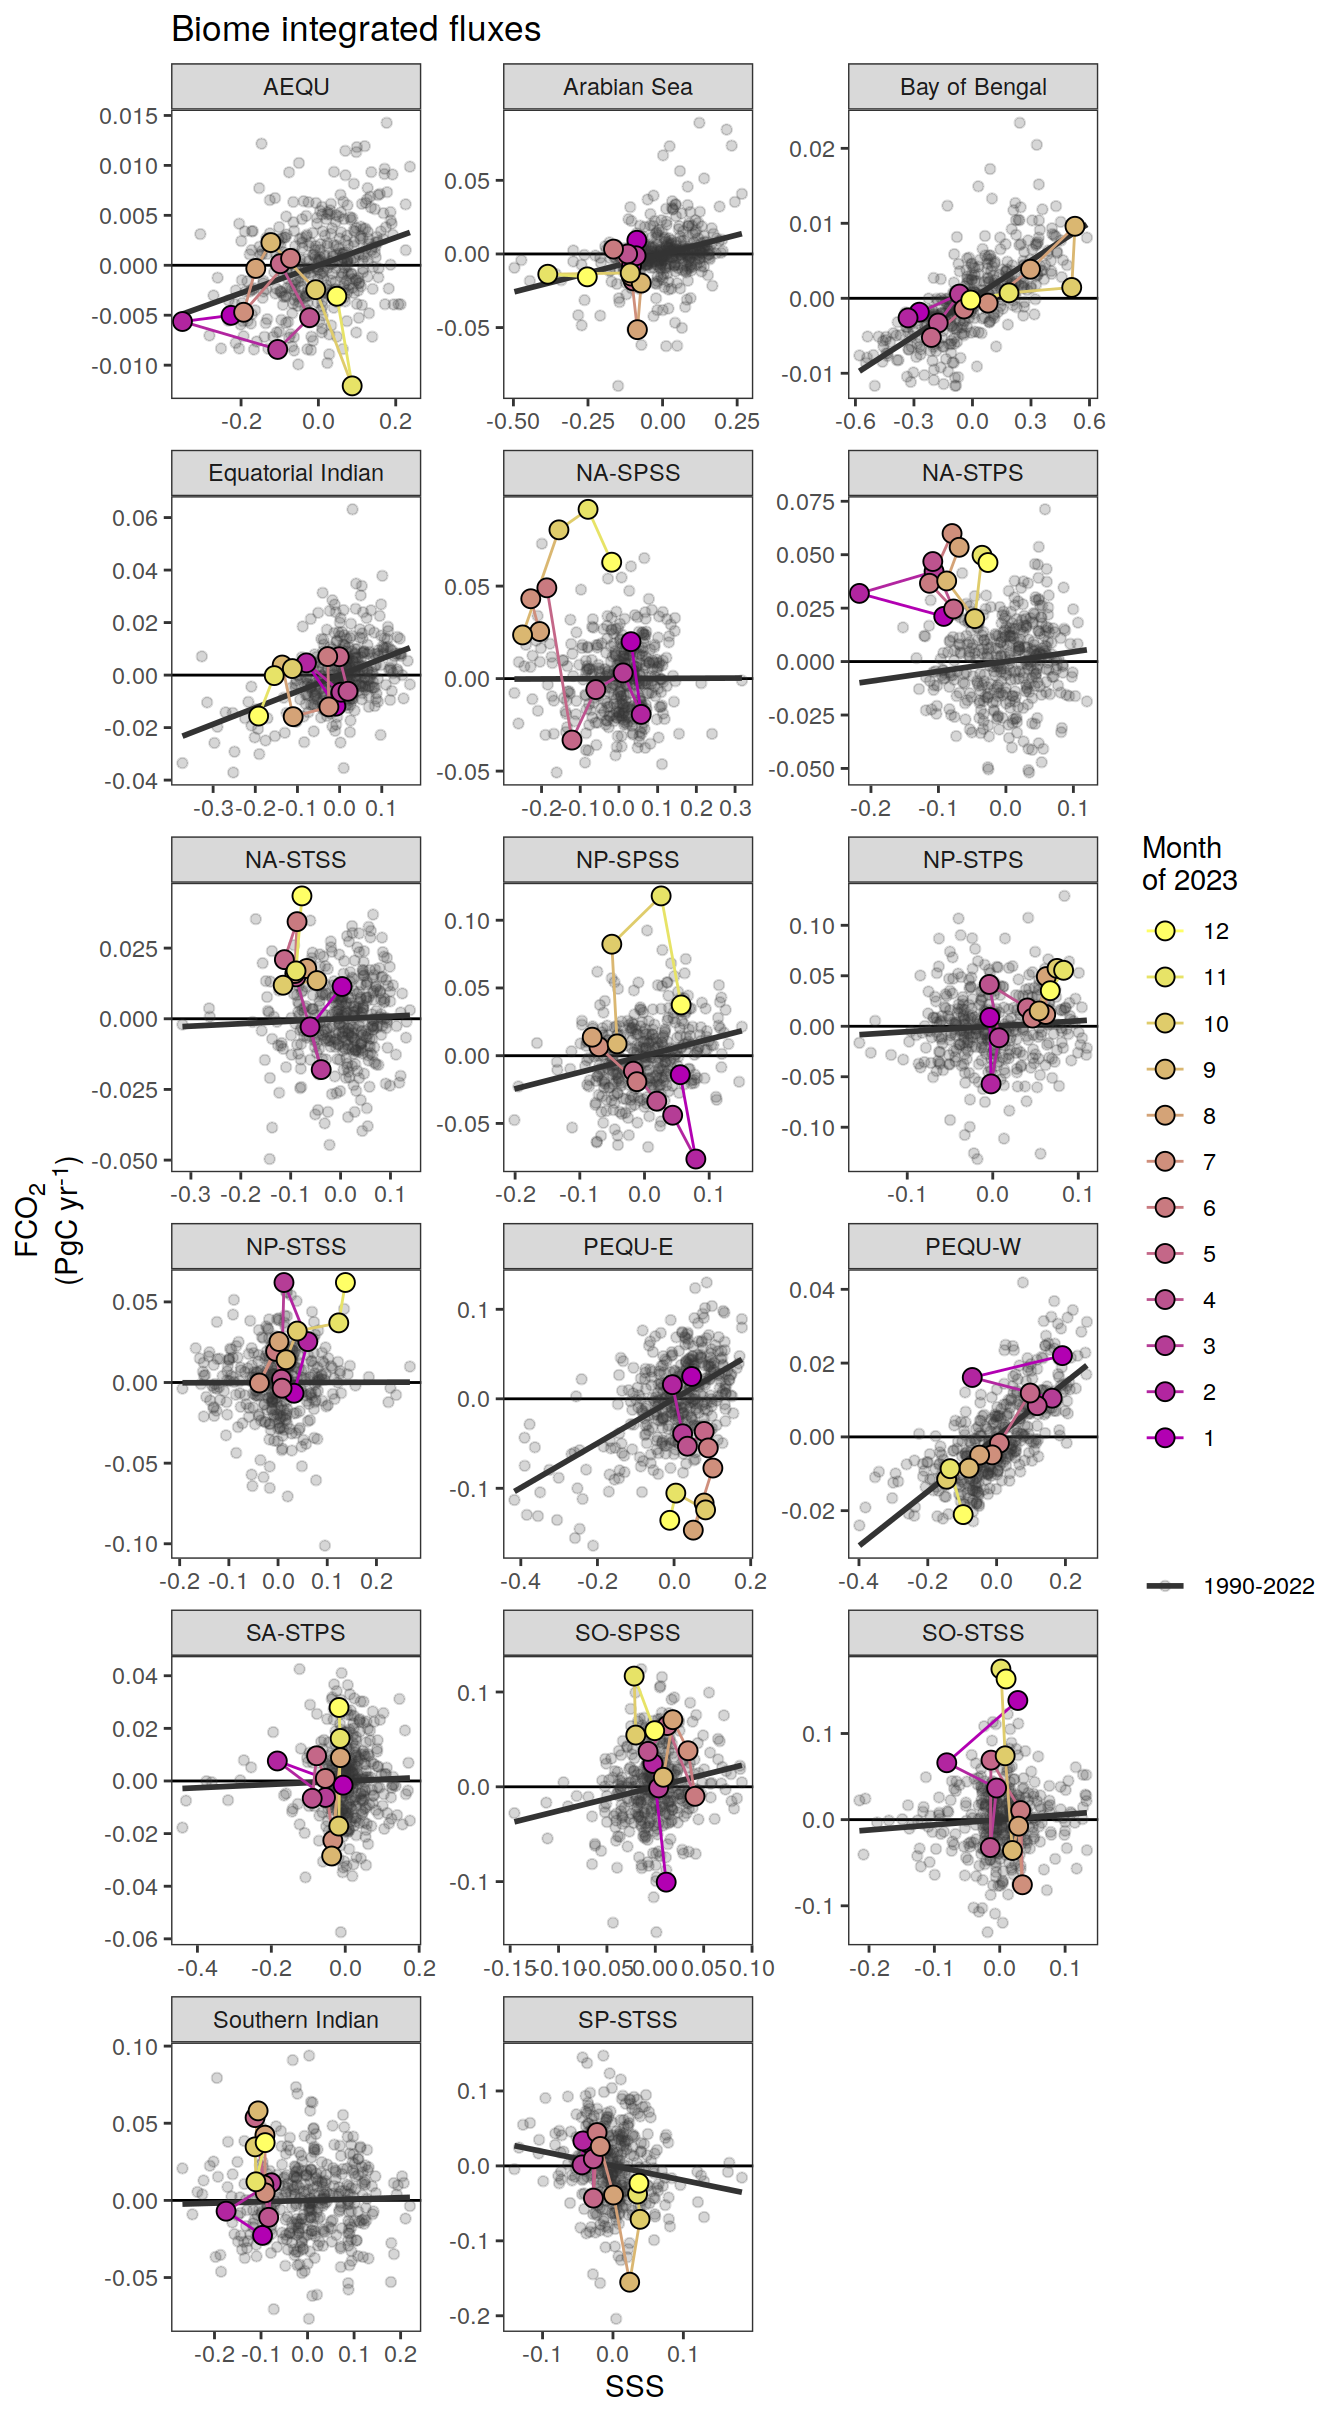 Biome integrated fluxes
AEQU Arabian Sea Bay of Bengal
0.015 0.010 0.005 0.000 -0.005 -0.010
0.05 0.00 -0.05
0.02 0.01 0.00 -0.01
-0.2 0.0 0.2
-0.50 -0.25 0.00 0.25
-0.6 -0.3 0.0 0.3 0.6
Equatorial Indian NA-SPSS NA-STPS
0.06 0.04 0.02 0.00 -0.02 -0.04
0.05 0.00 -0.05
0.075 0.050 0.025 0.000 -0.025 -0.050
-0.3 -0.2 -0.1 0.0 0.1
-0.2 -0.1 0.0 0.1 0.2 0.3
-0.2 -0.1 0.0 0.1
NA-STSS NP-SPSS NP-STPS
0.025 0.000 -0.025 -0.050
0.10 0.05 0.00 -0.05
0.10 0.05 0.00 -0.05 -0.10
-0.3 -0.2 -0.1 0.0 0.1
-0.2 -0.1 0.0 0.1
-0.1 0.0 0.1
NP-STSS PEQU-E PEQU-W
0.05 0.00 -0.05 -0.10
0.1 0.0 -0.1
0.04 0.02 0.00 -0.02
-0.2 -0.1 0.0 0.1 0.2
-0.4 -0.2 0.0 0.2
-0.4 -0.2 0.0 0.2
SA-STPS SO-SPSS SO-STSS
0.04 0.02 0.00 -0.02 -0.04 -0.06
0.1 0.0 -0.1
0.1 0.0 -0.1
-0.4 -0.2 0.0 0.2
-0.15 -0.10 -0.05 0.00 0.05 0.10
-0.2 -0.1 0.0 0.1
Southern Indian SP-STSS
0.10 0.05 0.00 -0.05
0.1 0.0 -0.1 -0.2
-0.2 -0.1 0.0 0.1 0.2
-0.1 0.0 0.1
SSS
FCO2
(PgC yr-1)
Month
of 2023
12
11
10
9
8
7
6
5
4
3
2
1
1990-2022